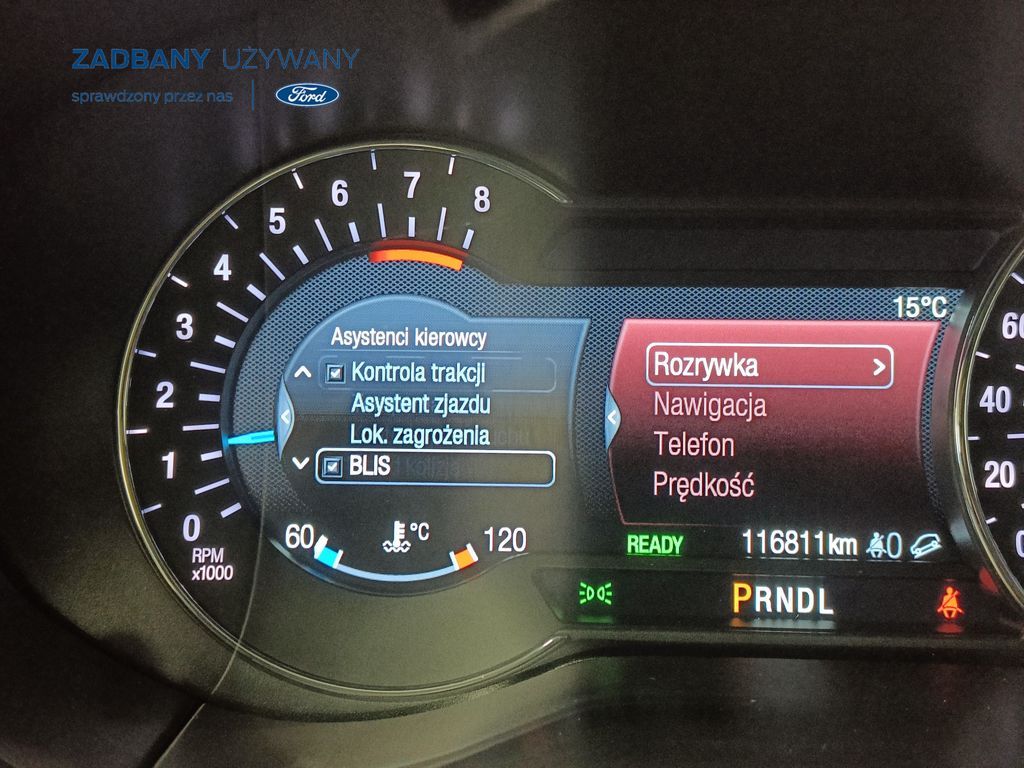 ZADBANY UŻYWANY
sprawdzony przez nas
Ford
8
7
6
5
4
3
2
1
0
RPM
x1000
15°C
Asystenci kierowcy
Kontrola trakcji
Asystent zjazdu
Lok. zagrożenia
BLIS
60
°C
120
Rozrywka >
Nawigacja
Telefon
Prędkość
READY
116811km
0
PRNDL
60
40
20
0